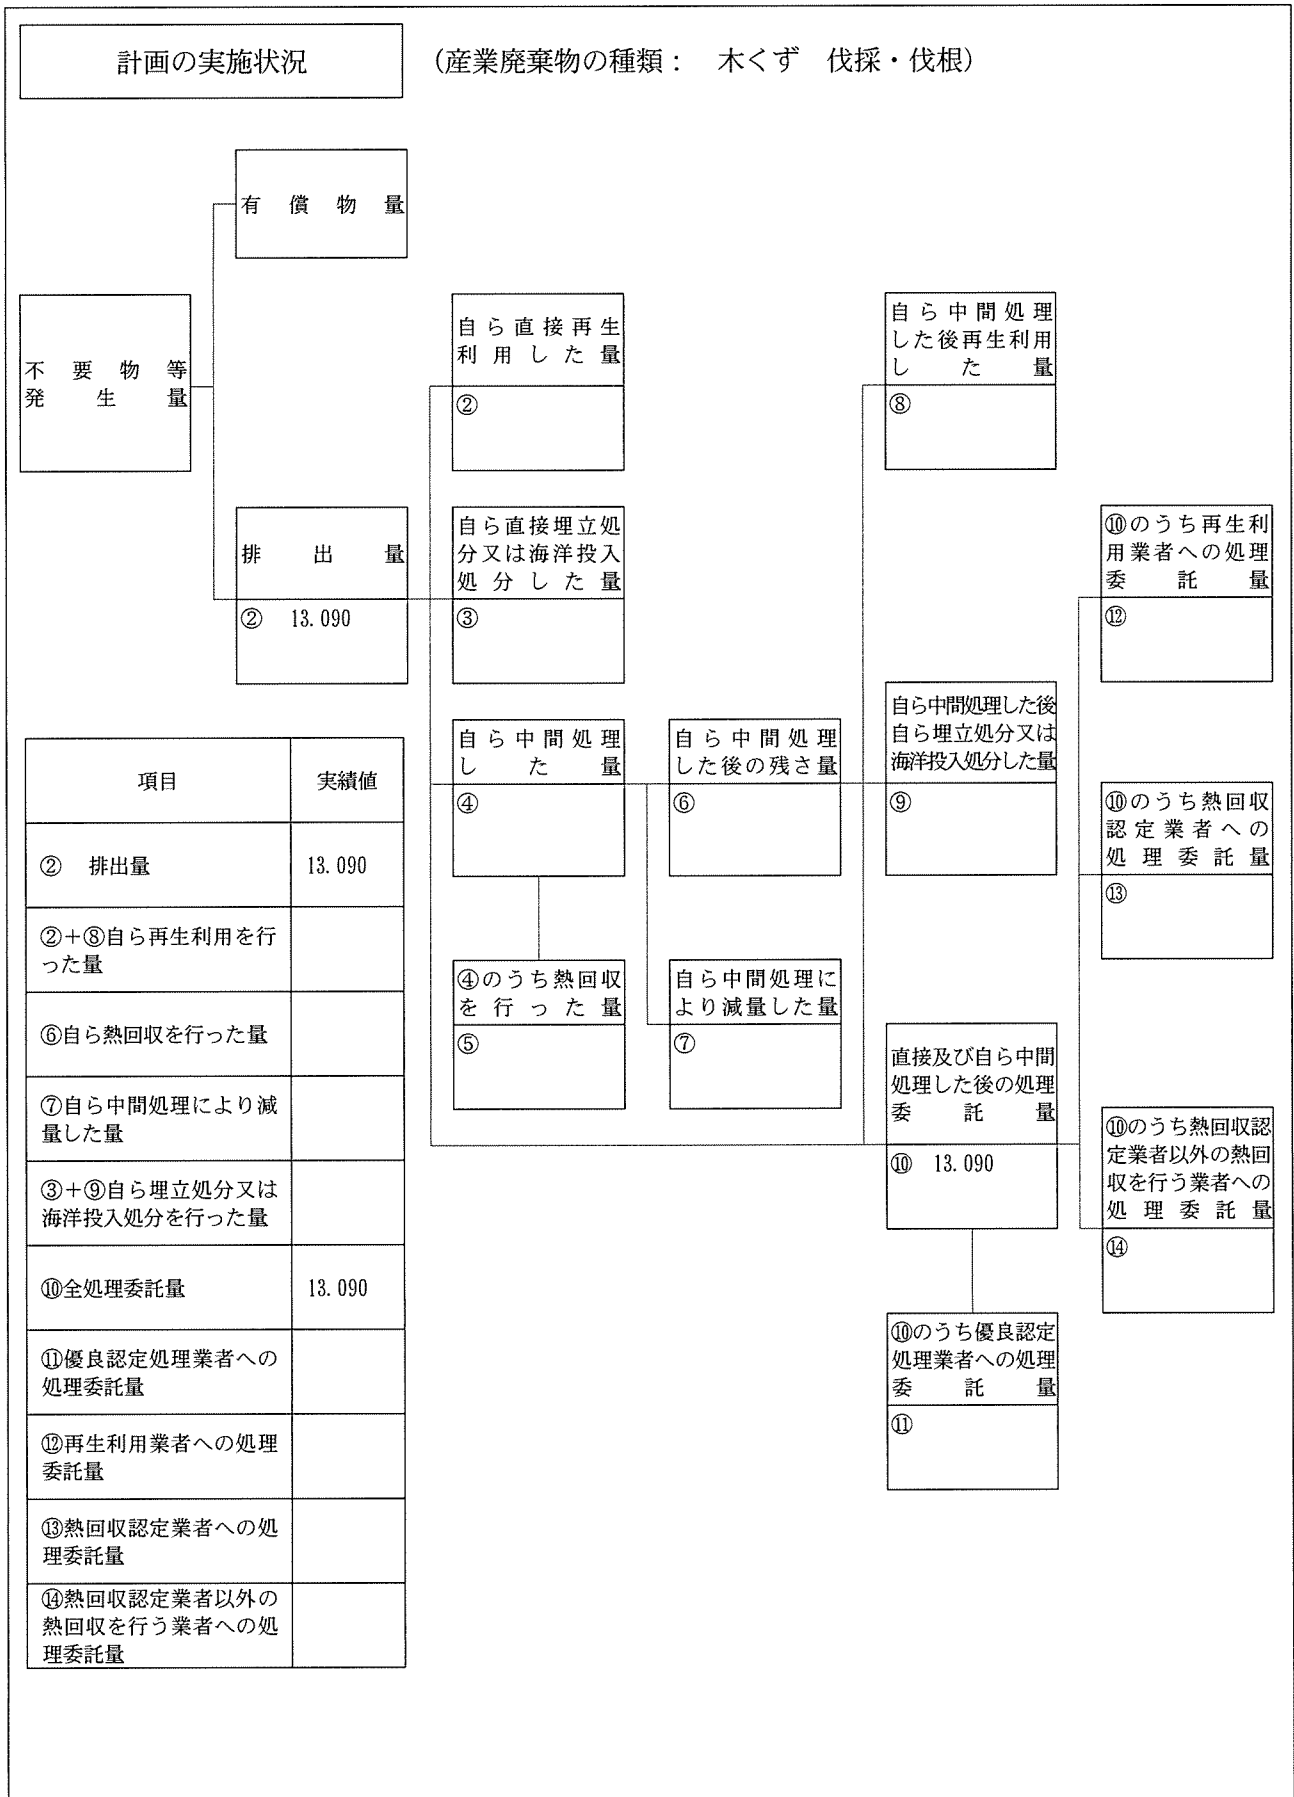 計画の実施状況
（産業廃棄物の種類：　木くず　伐採・伐根）
有償物量
不要物等
発生量
排出量
② 13.090
自ら直接再生
利用した量
②
自ら直接埋立処
分又は海洋投入
処分した量
③
自ら中間処理
した量
④
④のうち熱回収
を行った量
⑤
自ら中間処理
した後の残さ量
⑥
自ら中間処理に
より減量した量
⑦
自ら中間処理
した後再生利用
した量
⑧
自ら中間処理した後
自ら埋立処分又は
海洋投入処分した量
⑨
直接及び自ら中間
処理した後の処理
委託量
⑩ 13.090
⑩のうち優良認定
処理業者への処理
委託量
⑪
⑩のうち再生利
用業者への処理
委託量
⑫
⑩のうち熱回収
認定業者への
処理委託量
⑬
⑩のうち熱回収認
定業者以外の熱回
収を行う業者への
処理委託量
⑭
項目 実績値
② 排出量 13.090
②＋⑧自ら再生利用を行
った量
⑥自ら熱回収を行った量
⑦自ら中間処理により減
量した量
③＋⑨自ら埋立処分又は
海洋投入処分を行った量
⑩全処理委託量 13.090
⑪優良認定処理業者への
処理委託量
⑫再生利用業者への処理
委託量
⑬熱回収認定業者への処
理委託量
⑭熱回収認定業者以外の
熱回収を行う業者への処
理委託量